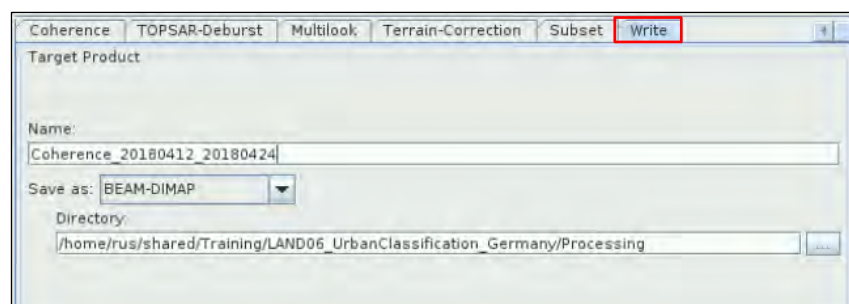 Coherence TOPSAR-Deburst Multilook Terrain-Correction Subset Write
Target Product
Name:
Coherence_20180412_20180424
Save as: BEAM-DIMAP
Directory:
/home/rus/shared/Training/LAND06_UrbanClassification_Germany/Processing ...